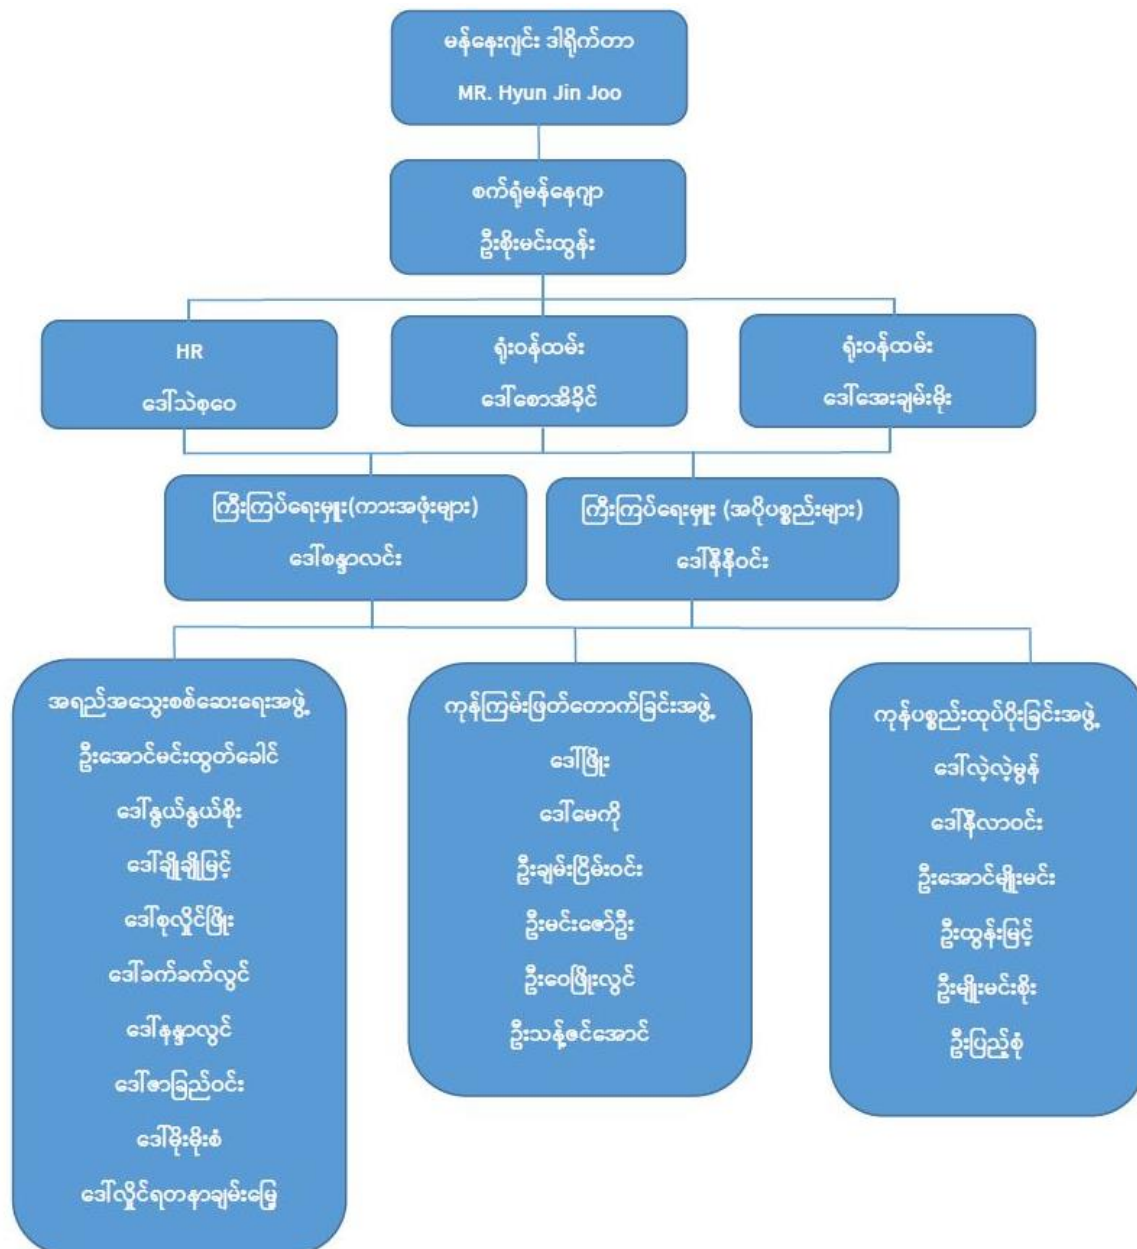 မန်နေးဂျင်း ဒါရိုက်တာ
MR. Hyun Jin Joo
စက်ရုံမန်နေဂျာ
ဦးစိုးမင်းထွန်း
HR
ဒေါ်သဲစုဝေ
ရုံးဝန်ထမ်း
ဒေါ်စောအိခိုင်
ရုံးဝန်ထမ်း
ဒေါ်အေးချမ်းမိုး
ကြီးကြပ်ရေးမှူး(ကားအဖုံးများ)
ဒေါ်စန္ဒာလင်း
ကြီးကြပ်ရေးမှူး (အပိုပစ္စည်းများ)
ဒေါ်နီနီဝင်း
အရည်အသွေးစစ်ဆေးရေးအဖွဲ့
ဦးအောင်မင်းထွတ်ခေါင်
ဒေါ်နွယ်နွယ်စိုး
ဒေါ်ချိုချိုမြင့်
ဒေါ်စုလှိုင်ဖြိုး
ဒေါ်ခက်ခက်လွင်
ဒေါ်နန္ဒာလွင်
ဒေါ်ဇာခြည်ဝင်း
ဒေါ်မိုးမိုးစံ
ဒေါ်လှိုင်ရတနာချမ်းမြေ့
ကုန်ကြမ်းဖြတ်တောက်ခြင်းအဖွဲ့
ဒေါ်ဖြိုး
ဒေါ်မေကို
ဦးချမ်းငြိမ်းဝင်း
ဦးမင်းဇော်ဦး
ဦးဝေဖြိုးလွင်
ဦးသန့်ဇင်အောင်
ကုန်ပစ္စည်းထုပ်ပိုးခြင်းအဖွဲ့
ဒေါ်လဲ့လဲ့မွန်
ဒေါ်နီလာဝင်း
ဦးအောင်မျိုးမင်း
ဦးထွန်းမြင့်
ဦးမျိုးမင်းစိုး
ဦးပြည့်စုံ